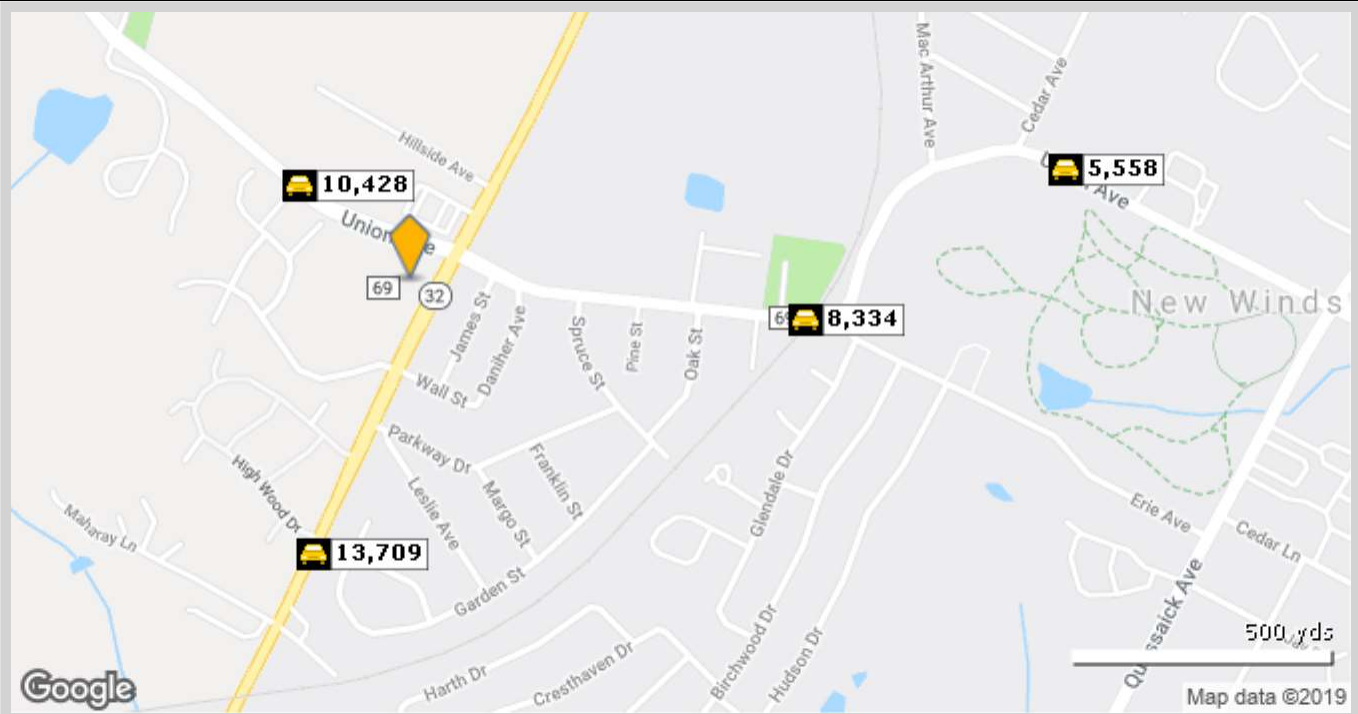 Mac Arthur Ave
Cedar Ave
Hillside Ave
10,428
5,558
Ave
Union
69
32
New Winds
8,334
James St
Daniher Ave
Spruce St
Pine St
Oak St
Wall St
Parkway Dr
Franklin St
Margo St
Leslie Ave
High Wood Dr
Maharay Ln
13,709
Garden St
Glendale Dr
Erie Ave
Cedar Ln
Birchwood Dr
Hudson Dr
Harth Dr
Cresthaven Dr
500 yds
Google
Map data ©2019